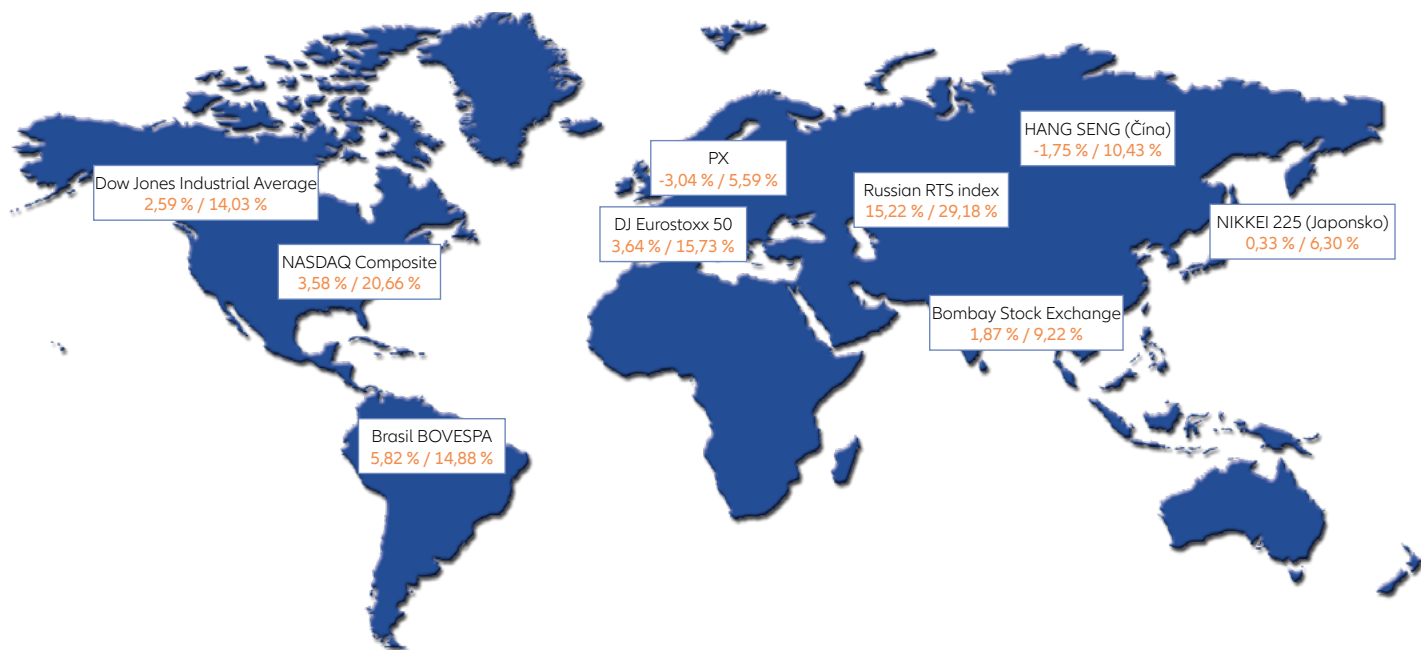 HANG SENG (Čína)
-1,75 % / 10,43 %
PX
-3,04 % / 5,59 %
Dow Jones Industrial Average
2,59 % / 14,03 %
Russian RTS index
15,22 % / 29,18 %
DJ Eurostoxx 50
3,64 % / 15,73 %
NIKKEI 225 (Japonsko)
0,33 % / 6,30 %
NASDAQ Composite
3,58 % / 20,66 %
Bombay Stock Exchange
1,87 % / 9,22 %
Brasil BOVESPA
5,82 % / 14,88 %